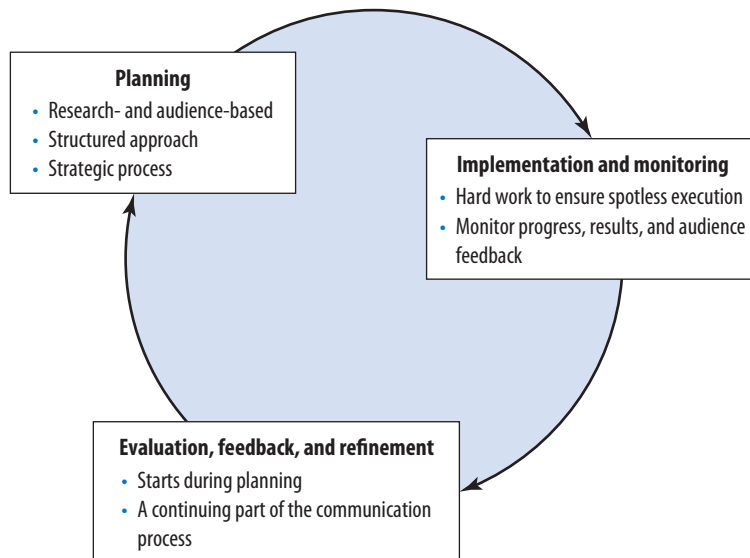 Planning
• Research- and audience-based
• Structured approach
• Strategic process
Implementation and monitoring
• Hard work to ensure spotless execution
• Monitor progress, results, and audience
feedback
Evaluation, feedback, and refinement
• Starts during planning
• A continuing part of the communication
process